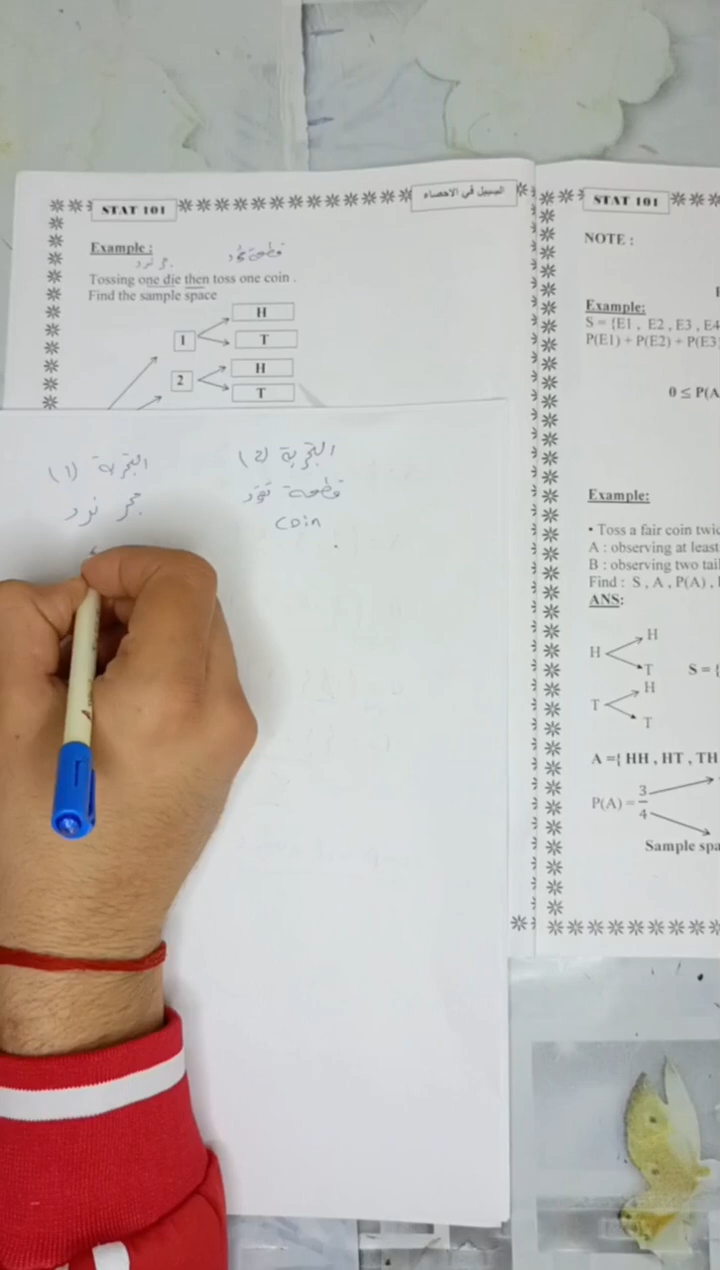 STAT 101
السبيل في الاحصاء
Example :
حجر نرد
قطعة نقود
Tossing one die then toss one coin .
Find the sample space
H
1
T
H
2
T
التجربة (1)
التجربة (2)
حجر نرد
قطعة نقود
coin
STAT 101
NOTE :
Example:
S = {E1 , E2 , E3 , E4
P(E1) + P(E2) + P(E3)
0 ≤ P(A
Example:
• Toss a fair coin twic
A : observing at least
B : observing two tail
Find : S , A , P(A) ,
ANS:
H
H
T
S = {
H
T
T
A ={ HH , HT , TH
P(A) = 3/4
Sample spa